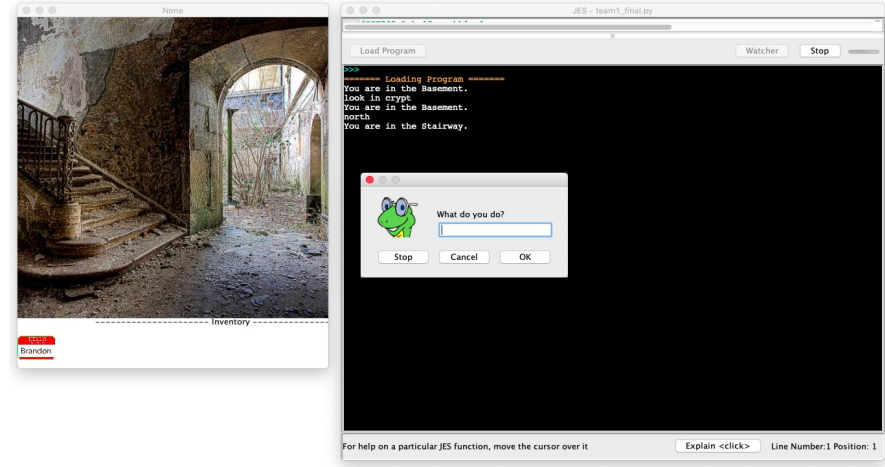 None
---------------------- Inventory ---------------
HELLO
Brandon
JES - team1_final.py
Load Program
Watcher
Stop
>>>
======= Loading Program =======
You are in the Basement.
look in crypt
You are in the Basement.
north
You are in the Stairway.
What do you do?
Stop
Cancel
OK
For help on a particular JES function, move the cursor over it
Explain <click>
Line Number:1 Position: 1